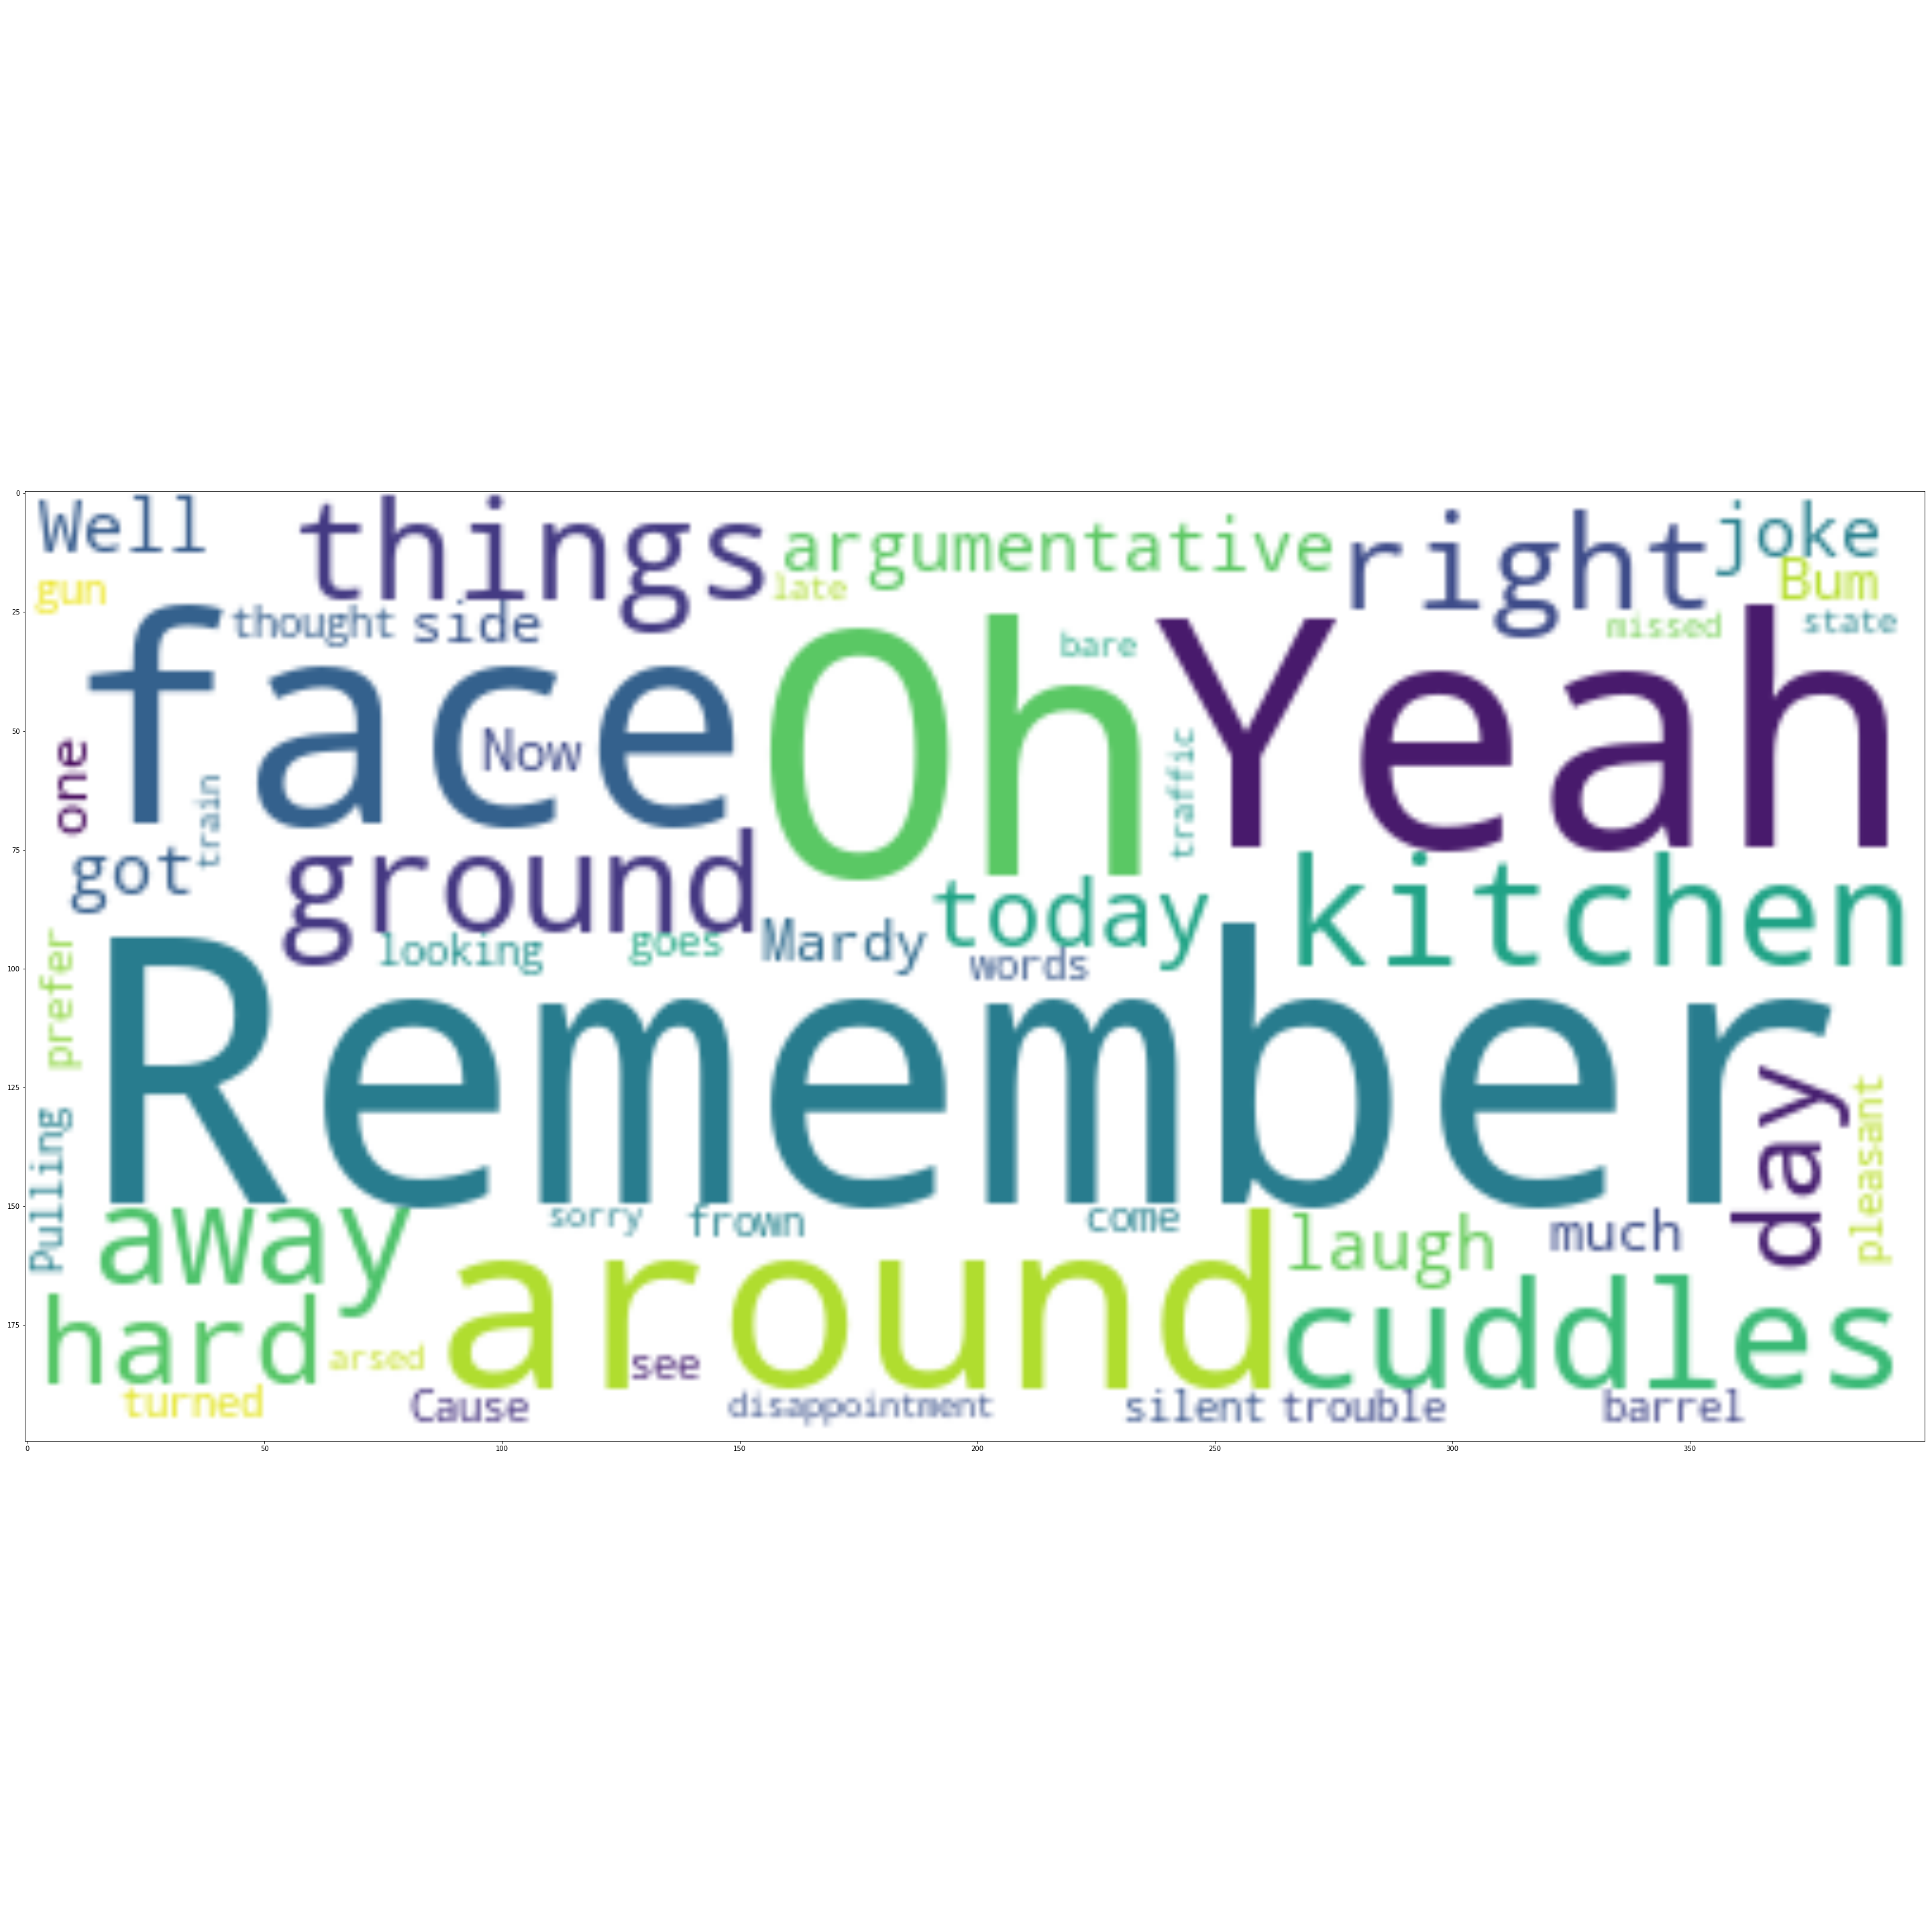 Well things argumentative right joke
gun late Bum
thought side bare missed state
face Oh Yeah
one Now train traffic
got ground today kitchen
looking goes Mardy words
prefer Remember day pleasant
Pulling
away sorry frown come laugh much
hard around cuddles
arsed see
turned Cause disappointment silent trouble barrel
0
25
50
75
100
125
150
175
0 50 100 150 200 250 300 350